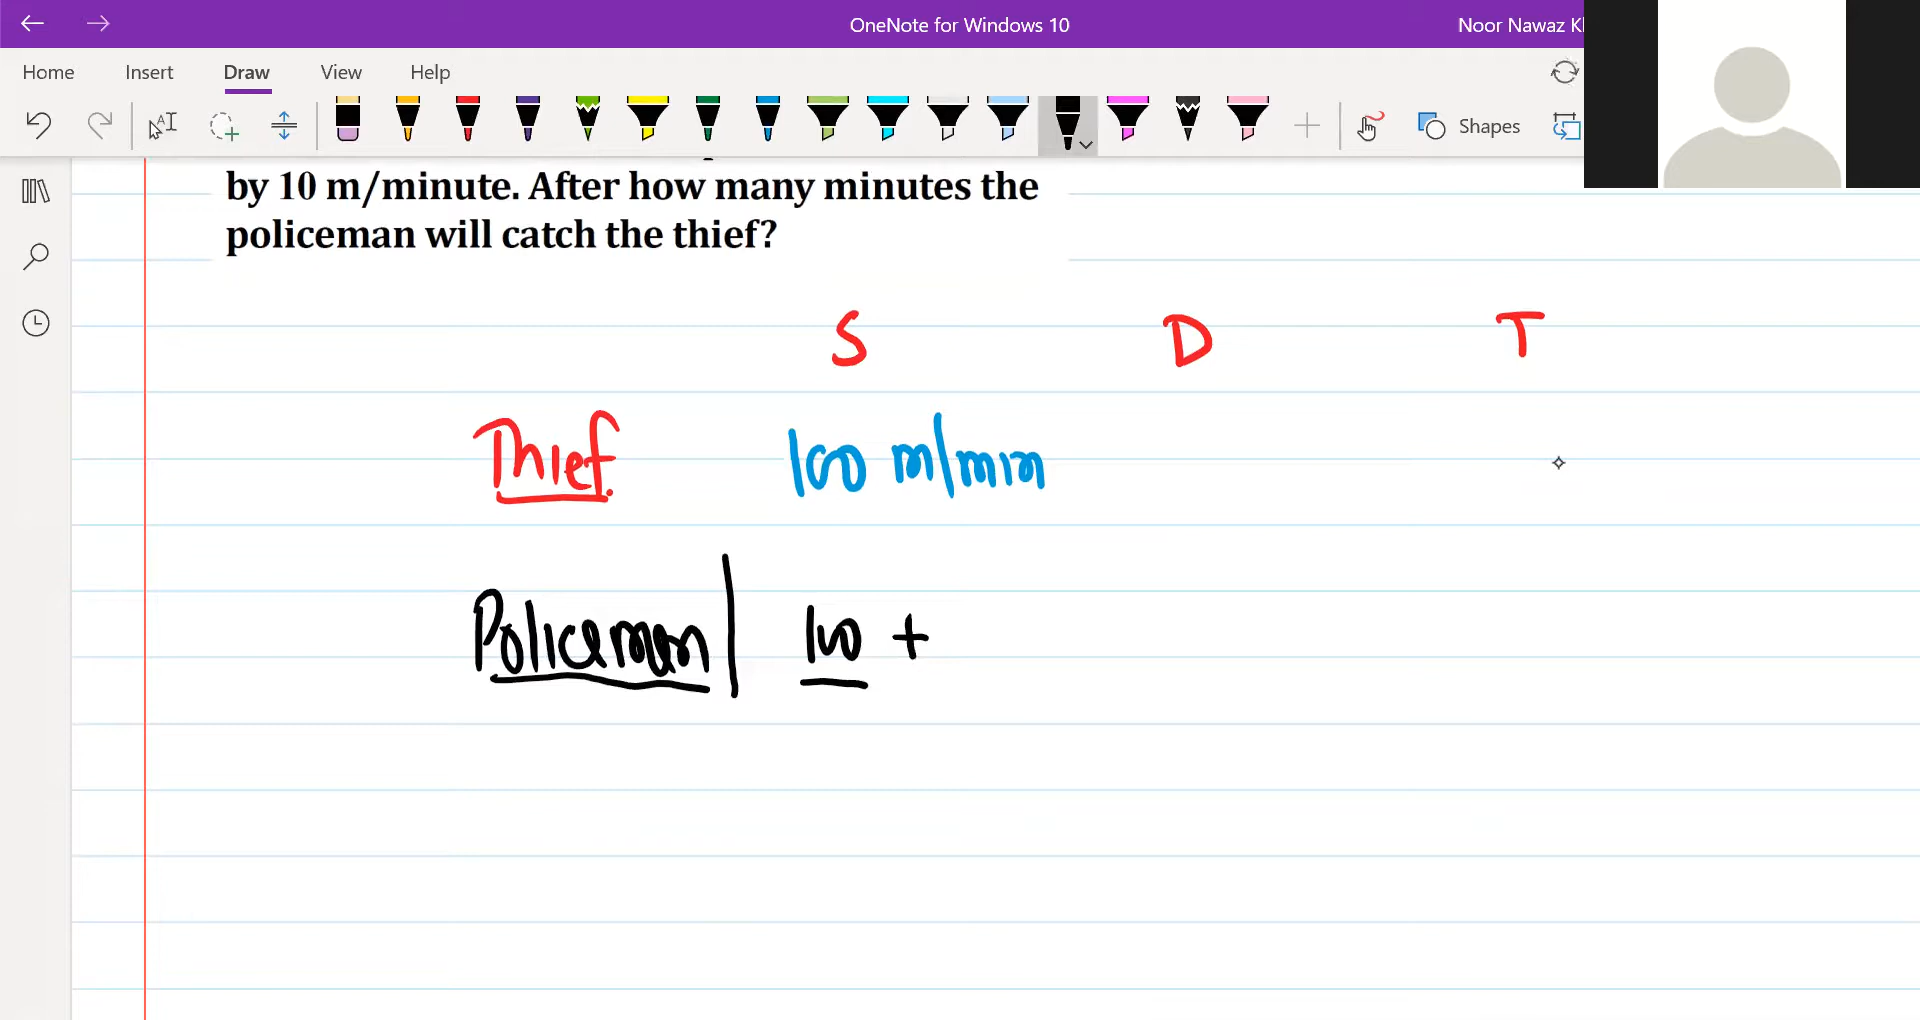 OneNote for Windows 10
Noor Nawaz
Home Insert Draw View Help
Shapes
by 10 m/minute. After how many minutes the
policeman will catch the thief?
S D T
Thief 100 m/min
Policeman 100 +